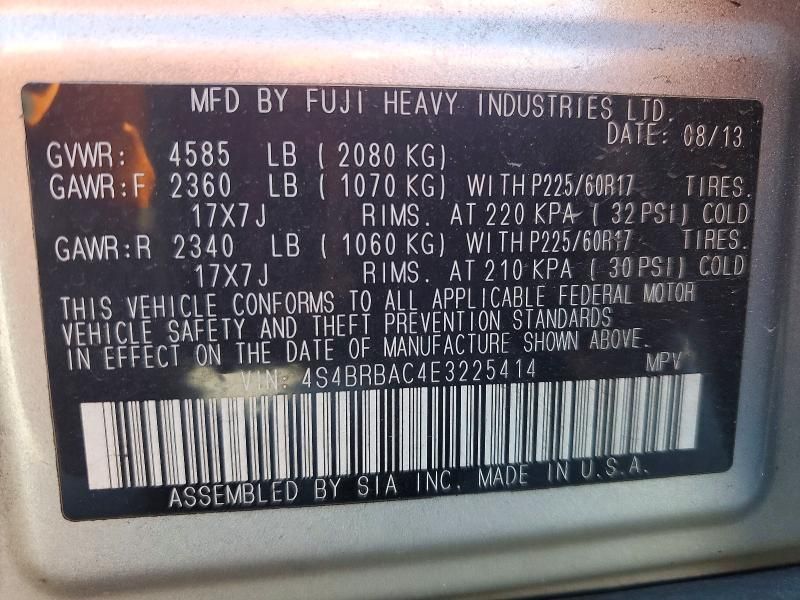 MFD BY FUJI HEAVY INDUSTRIES LTD.
DATE: 08/13
GVWR: 4585 LB ( 2080 KG)
GAWR:F 2360 LB ( 1070 KG) WITH P225/60R17 TIRES.
17X7J RIMS. AT 220 KPA ( 32 PSI) COLD
GAWR:R 2340 LB ( 1060 KG) WITH P225/60R17 TIRES.
17X7J RIMS. AT 210 KPA ( 30 PSI) COLD
THIS VEHICLE CONFORMS TO ALL APPLICABLE FEDERAL MOTOR
VEHICLE SAFETY AND THEFT PREVENTION STANDARDS
IN EFFECT ON THE DATE OF MANUFACTURE SHOWN ABOVE.
VIN: 4S4BRBAC4E3225414 MPV
ASSEMBLED BY SIA INC. MADE IN U.S.A.